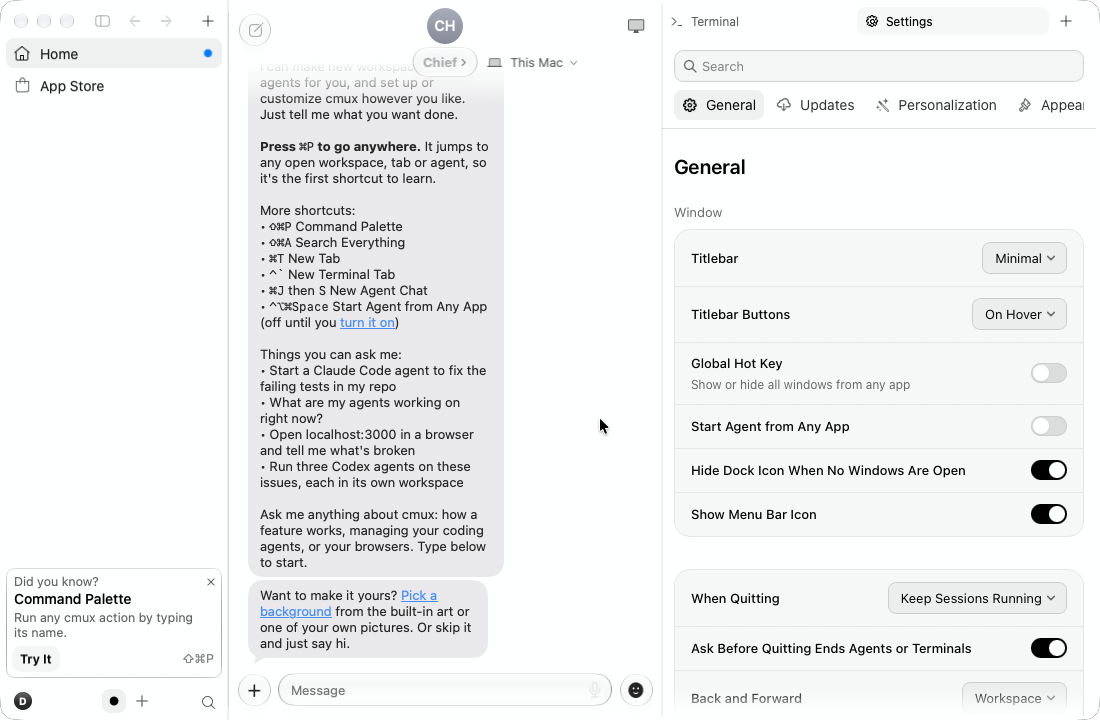 Home
App Store
Did you know?
Command Palette
Run any cmux action by typing
its name.
Try It
⇧⌘P
D
CH
Chief ›
This Mac
agents for you, and set up or
customize cmux however you like.
Just tell me what you want done.
Press ⌘P to go anywhere. It jumps to
any open workspace, tab or agent, so
it's the first shortcut to learn.
More shortcuts:
• ⇧⌘P Command Palette
• ⇧⌘A Search Everything
• ⌘T New Tab
• ^` New Terminal Tab
• ⌘J then S New Agent Chat
• ^⌥⌘Space Start Agent from Any App
(off until you turn it on)
Things you can ask me:
• Start a Claude Code agent to fix the
failing tests in my repo
• What are my agents working on
right now?
• Open localhost:3000 in a browser
and tell me what's broken
• Run three Codex agents on these
issues, each in its own workspace
Ask me anything about cmux: how a
feature works, managing your coding
agents, or your browsers. Type below
to start.
Want to make it yours? Pick a
background from the built-in art or
one of your own pictures. Or skip it
and just say hi.
Message
Terminal
Settings
Search
General
Updates
Personalization
Appear
General
Window
Titlebar
Minimal
Titlebar Buttons
On Hover
Global Hot Key
Show or hide all windows from any app
Start Agent from Any App
Hide Dock Icon When No Windows Are Open
Show Menu Bar Icon
When Quitting
Keep Sessions Running
Ask Before Quitting Ends Agents or Terminals
Back and Forward
Workspace